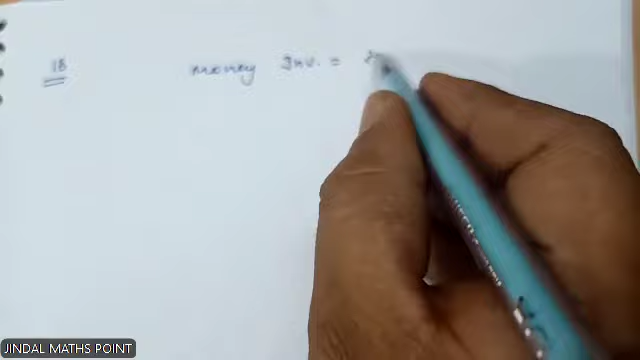 18 money Inv. =
JINDAL MATHS POINT